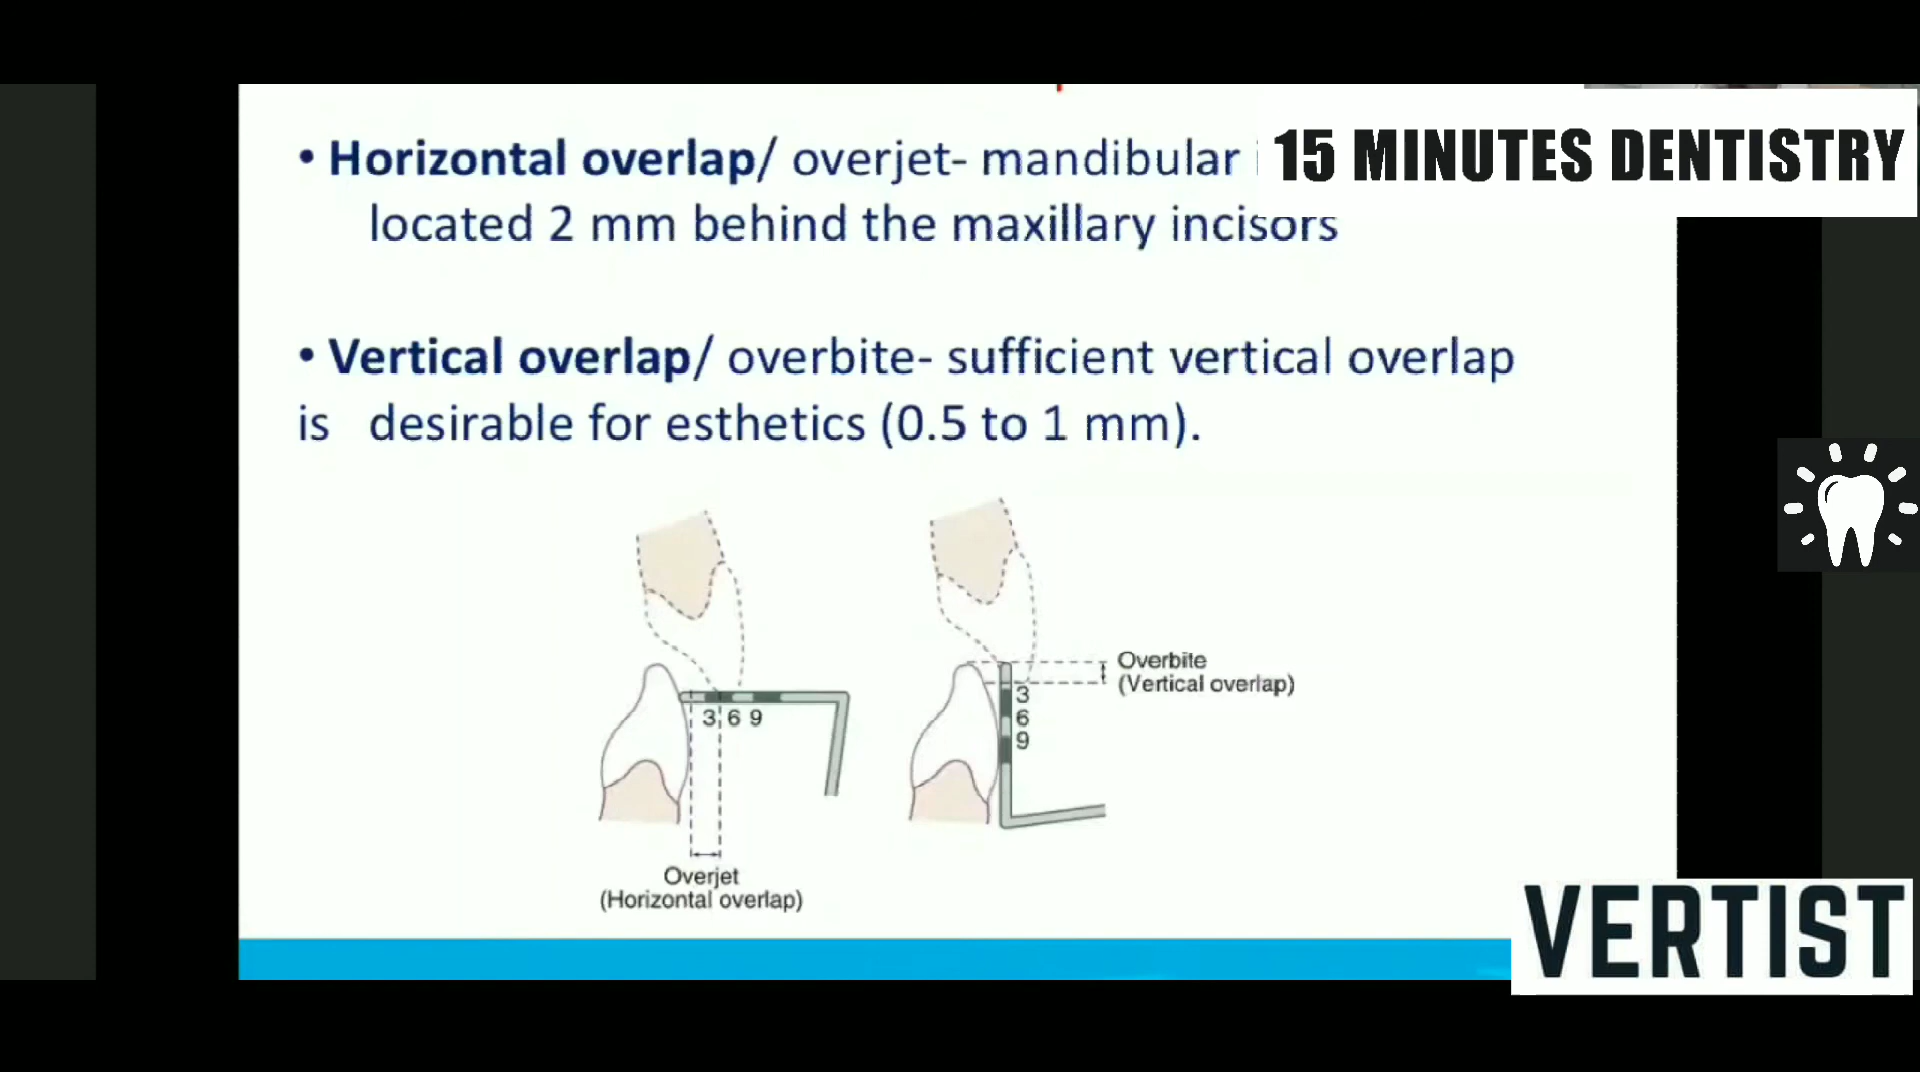 • Horizontal overlap/ overjet- mandibular
15 MINUTES DENTISTRY
located 2 mm behind the maxillary incisors
• Vertical overlap/ overbite- sufficient vertical overlap
is desirable for esthetics (0.5 to 1 mm).
3 6 9
Overjet
(Horizontal overlap)
Overbite
(Vertical overlap)
3
6
9
VERTIST